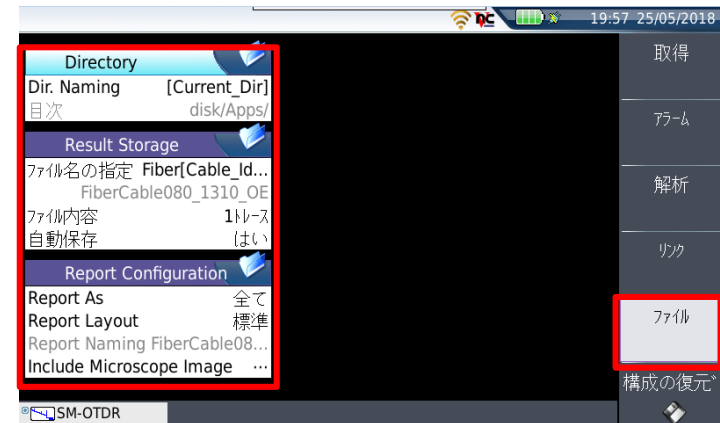 19:57 25/05/2018
Directory
Dir. Naming [Current_Dir]
目次 disk/Apps/
Result Storage
ファイル名の指定 Fiber[Cable_Id...
FiberCable080_1310_OE
ファイル内容 1トレース
自動保存 はい
Report Configuration
Report As 全て
Report Layout 標準
Report Naming FiberCable08...
Include Microscope Image ...
SM-OTDR
取得
アラーム
解析
リンク
ファイル
構成の復元